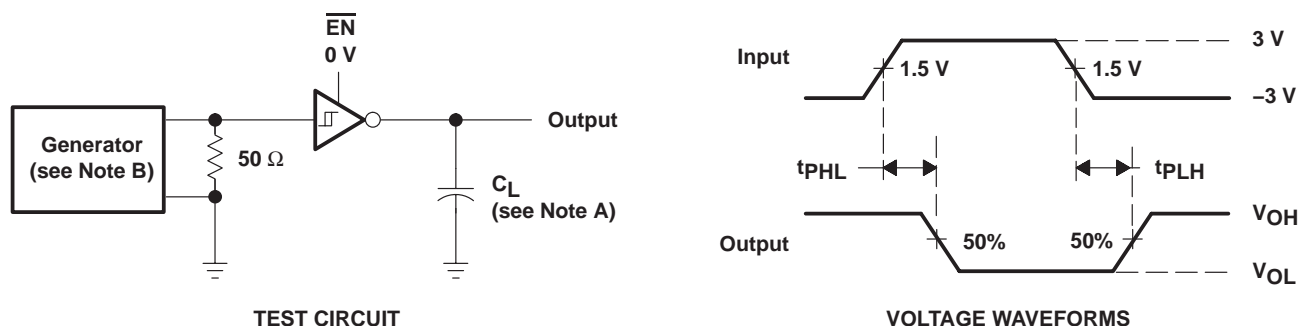 EN
0 V
Generator
(see Note B)
50 Ω
Output
CL
(see Note A)
TEST CIRCUIT
Input
3 V
1.5 V
1.5 V
–3 V
tPHL
tPLH
Output
50%
50%
VOH
VOL
VOLTAGE WAVEFORMS